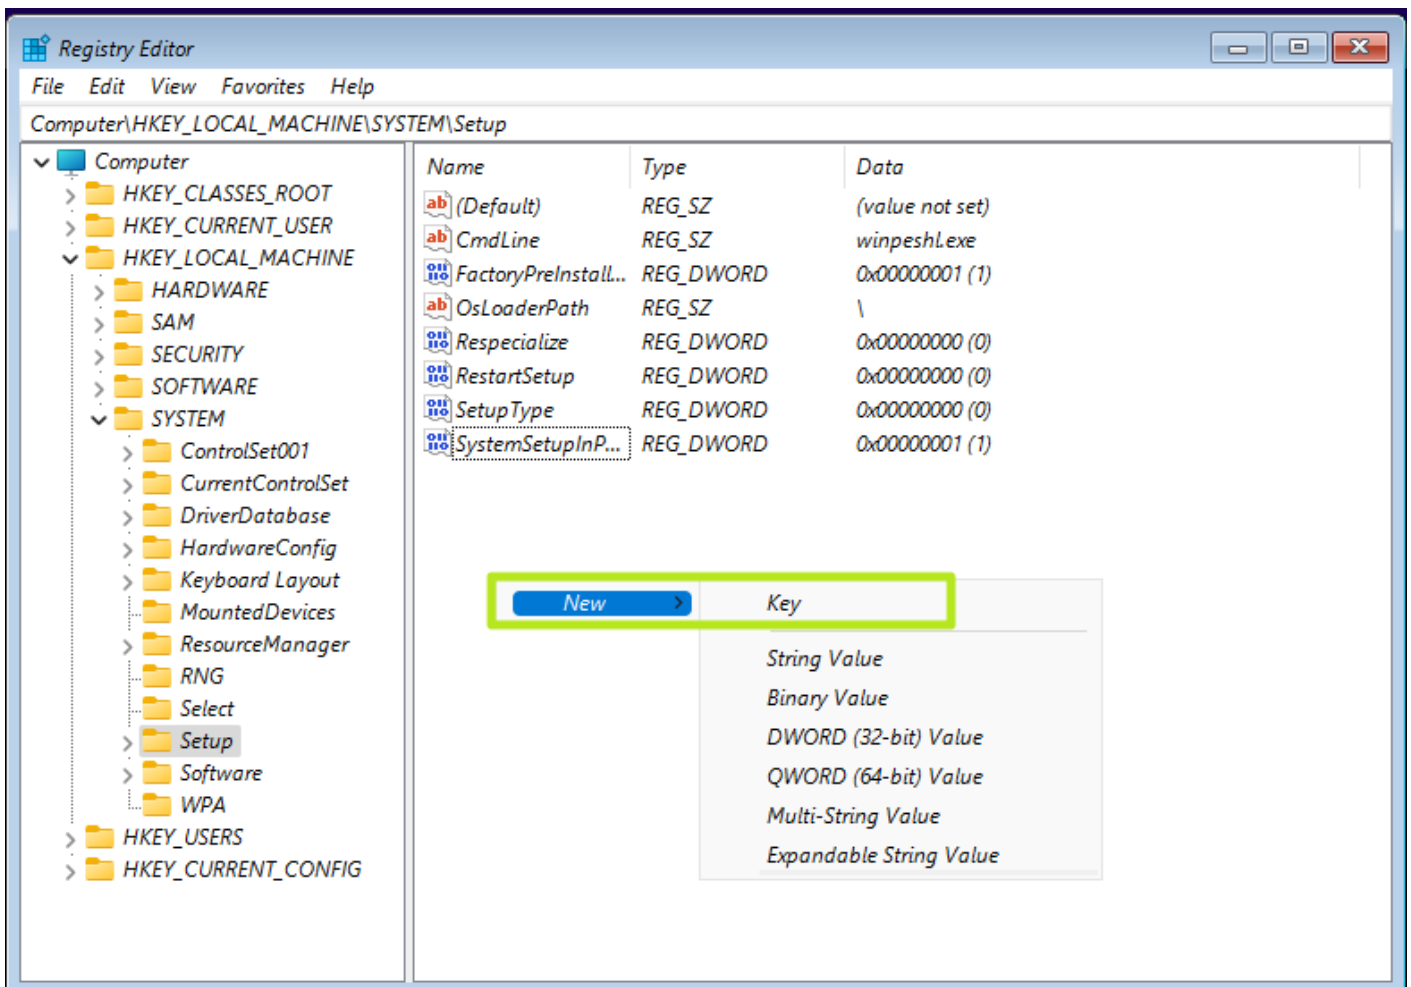 Registry Editor
File Edit View Favorites Help
Computer\HKEY_LOCAL_MACHINE\SYSTEM\Setup
Computer
HKEY_CLASSES_ROOT
HKEY_CURRENT_USER
HKEY_LOCAL_MACHINE
HARDWARE
SAM
SECURITY
SOFTWARE
SYSTEM
ControlSet001
CurrentControlSet
DriverDatabase
HardwareConfig
Keyboard Layout
MountedDevices
ResourceManager
RNG
Select
Setup
Software
WPA
HKEY_USERS
HKEY_CURRENT_CONFIG
Name Type Data
(Default) REG_SZ (value not set)
CmdLine REG_SZ winpeshl.exe
FactoryPreInstall... REG_DWORD 0x00000001 (1)
OsLoaderPath REG_SZ \
Respecialize REG_DWORD 0x00000000 (0)
RestartSetup REG_DWORD 0x00000000 (0)
SetupType REG_DWORD 0x00000000 (0)
SystemSetupInP... REG_DWORD 0x00000001 (1)
New Key
String Value
Binary Value
DWORD (32-bit) Value
QWORD (64-bit) Value
Multi-String Value
Expandable String Value